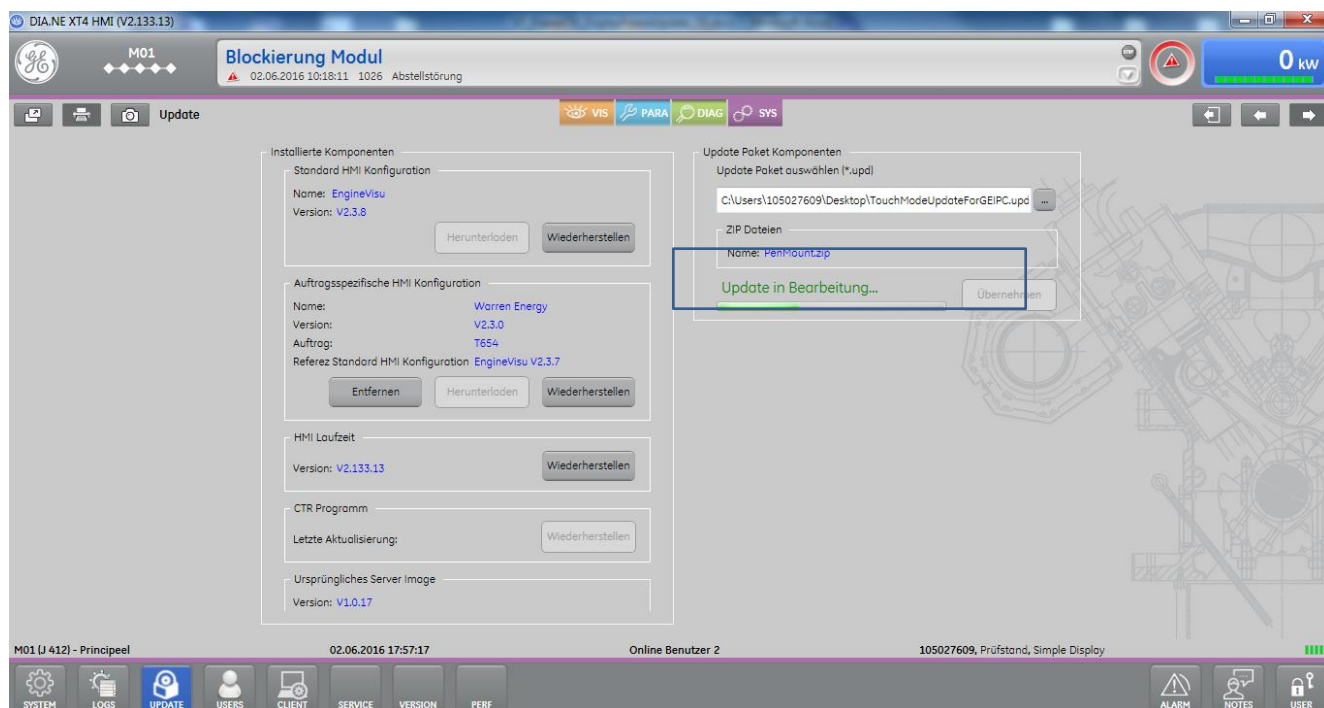 DIA.NE XT4 HMI (V2.133.13)
M01
Blockierung Modul
02.06.2016 10:18:11 1026 Abstellstörung
0 kW
Update
VIS PARA DIAG SYS
Installierte Komponenten
Standard HMI Konfiguration
Name: EngineVisu
Version: V2.3.8
Herunterladen Wiederherstellen
Auftragsspezifische HMI Konfiguration
Name: Warren Energy
Version: V2.3.0
Auftrag: T654
Referez Standard HMI Konfiguration EngineVisu V2.3.7
Entfernen Herunterladen Wiederherstellen
HMI Laufzeit
Version: V2.133.13 Wiederherstellen
CTR Programm
Letzte Aktualisierung: Wiederherstellen
Ursprüngliches Server Image
Version: V1.0.17
Update Paket Komponenten
Update Paket auswählen (*.upd)
C:\Users\105027609\Desktop\TouchModeUpdateForGEIPC.upd ...
ZIP Dateien
Name: PenMount.zip
Update in Bearbeitung...
Übernehmen
M01 (J 412) - Principeel 02.06.2016 17:57:17 Online Benutzer 2 105027609, Prüfstand, Simple Display
SYSTEM LOGS UPDATE USERS CLIENT SERVICE VERSION PERF ALARM NOTES USER